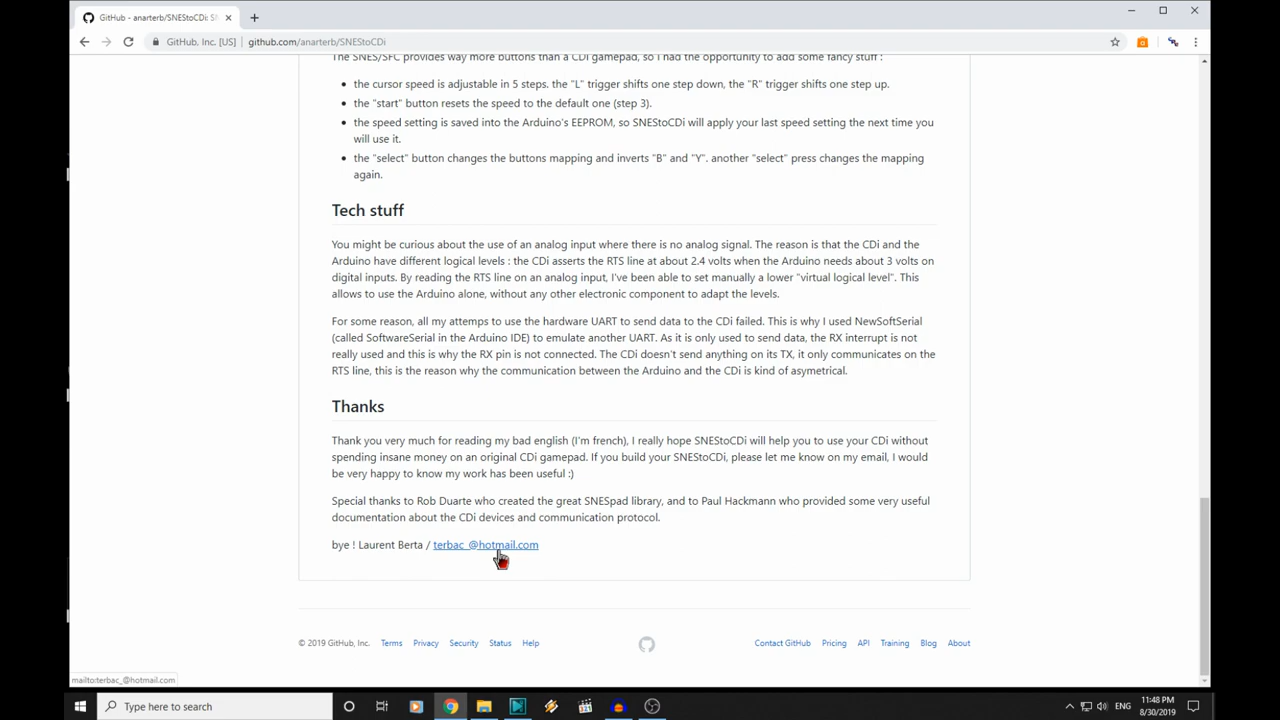 GitHub - anarterb/SNEStoCDi: SN
GitHub, Inc. [US] github.com/anarterb/SNEStoCDi
The SNES/SFC provides way more buttons than a CDi gamepad, so I had the opportunity to add some fancy stuff :
the cursor speed is adjustable in 5 steps. the "L" trigger shifts one step down, the "R" trigger shifts one step up.
the "start" button resets the speed to the default one (step 3).
the speed setting is saved into the Arduino's EEPROM, so SNEStoCDi will apply your last speed setting the next time you
will use it.
the "select" button changes the buttons mapping and inverts "B" and "Y". another "select" press changes the mapping
again.
Tech stuff
You might be curious about the use of an analog input where there is no analog signal. The reason is that the CDi and the
Arduino have different logical levels : the CDi asserts the RTS line at about 2.4 volts when the Arduino needs about 3 volts on
digital inputs. By reading the RTS line on an analog input, I've been able to set manually a lower "virtual logical level". This
allows to use the Arduino alone, without any other electronic component to adapt the levels.
For some reason, all my attemps to use the hardware UART to send data to the CDi failed. This is why I used NewSoftSerial
(called SoftwareSerial in the Arduino IDE) to emulate another UART. As it is only used to send data, the RX interrupt is not
really used and this is why the RX pin is not connected. The CDi doesn't send anything on its TX, it only communicates on the
RTS line, this is the reason why the communication between the Arduino and the CDi is kind of asymetrical.
Thanks
Thank you very much for reading my bad english (I'm french), I really hope SNEStoCDi will help you to use your CDi without
spending insane money on an original CDi gamepad. If you build your SNEStoCDi, please let me know on my email, I would
be very happy to know my work has been useful :)
Special thanks to Rob Duarte who created the great SNESpad library, and to Paul Hackmann who provided some very useful
documentation about the CDi devices and communication protocol.
bye ! Laurent Berta / terbac_@hotmail.com
© 2019 GitHub, Inc. Terms Privacy Security Status Help Contact GitHub Pricing API Training Blog About
mailto:terbac_@hotmail.com
Type here to search
ENG
11:48 PM
8/30/2019